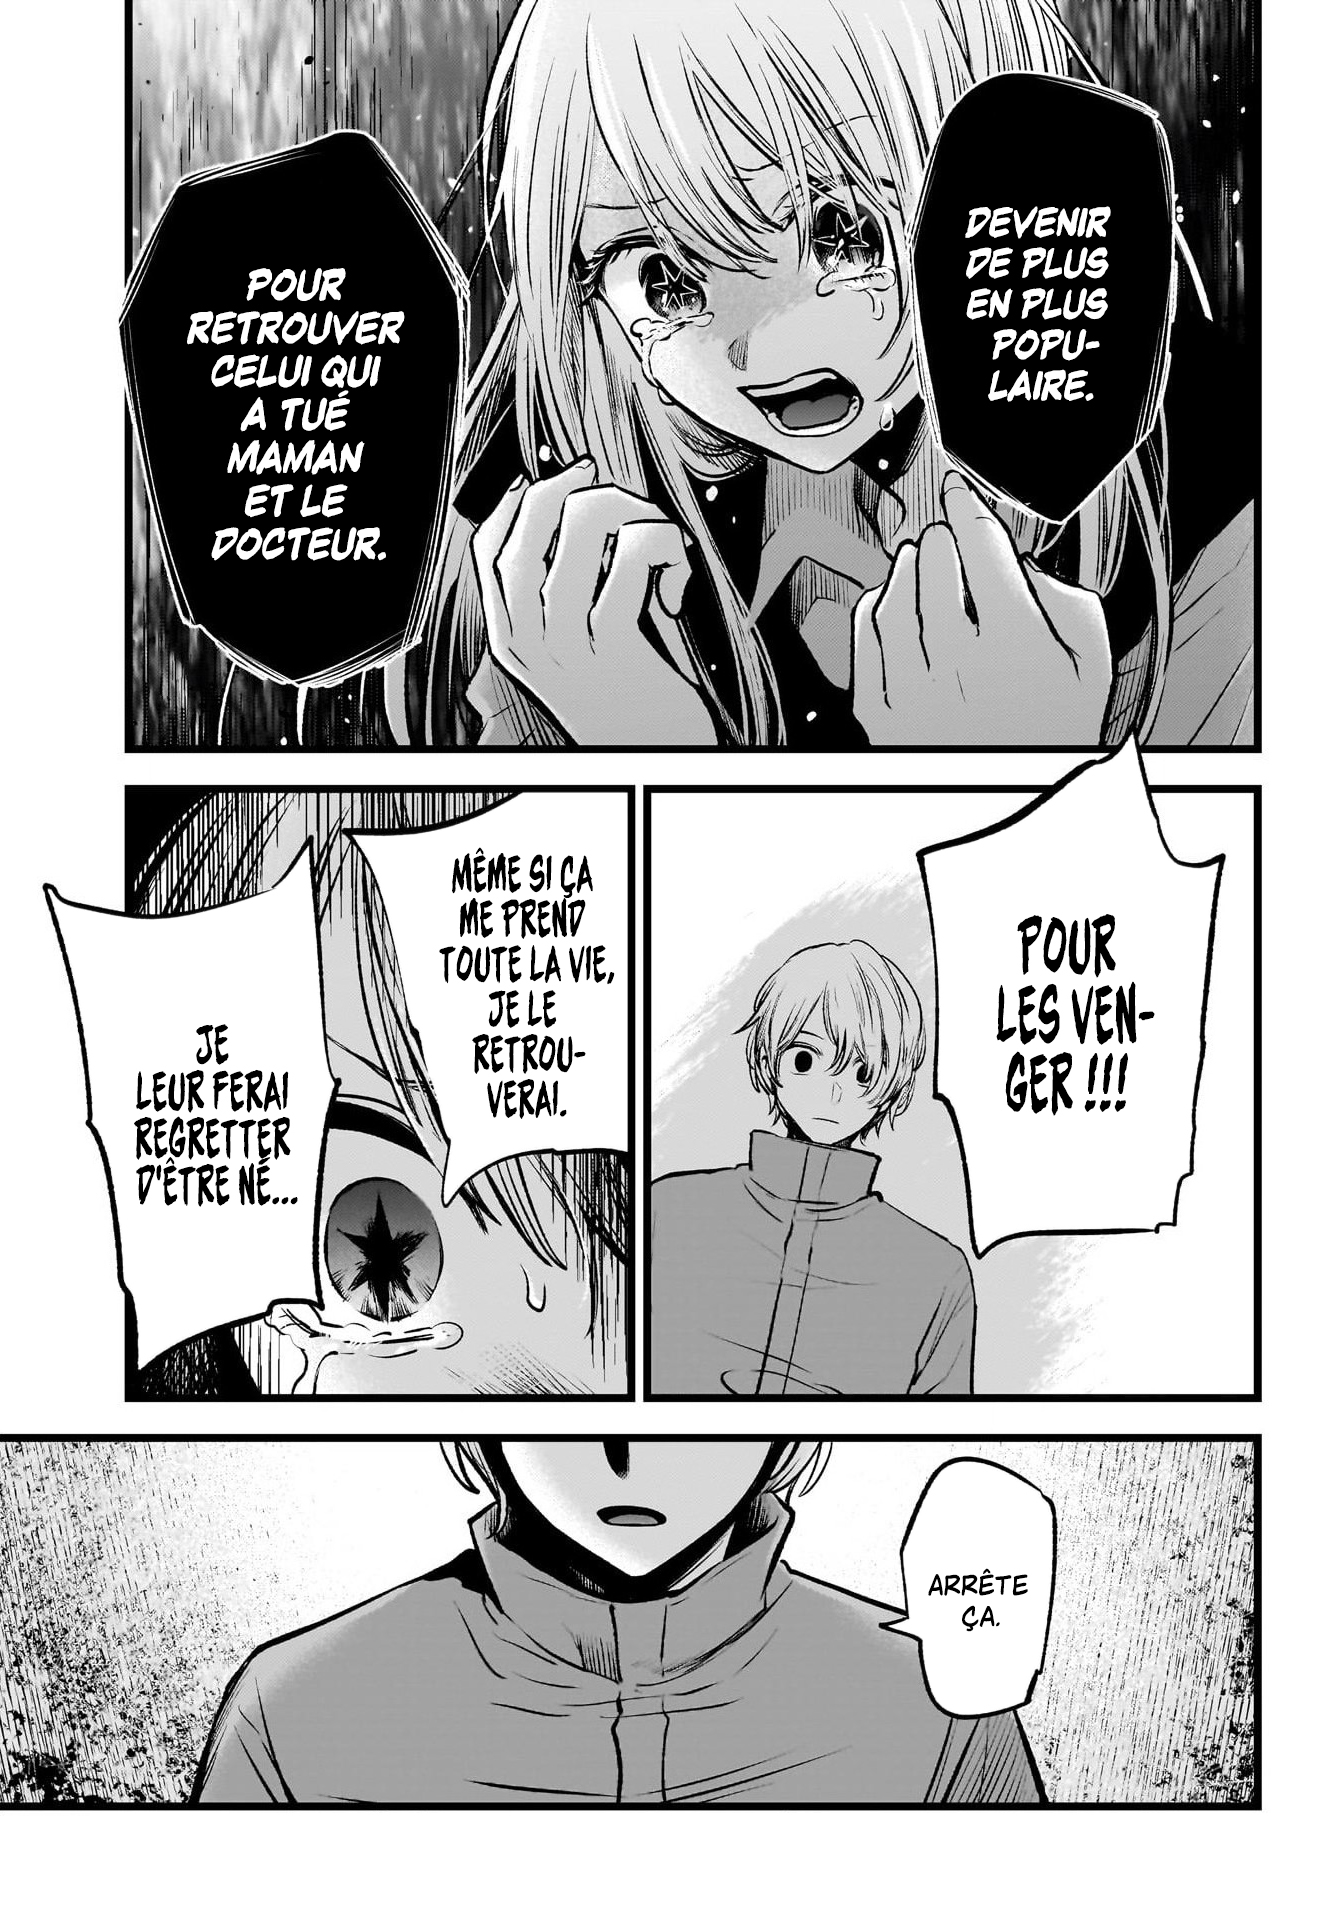 DEVENIR
DE PLUS
EN PLUS
POPU-
LAIRE.
POUR
RETROUVER
CELUI QUI
A TUÉ
MAMAN
ET LE
DOCTEUR.
POUR
LES VEN-
GER !!!
MÊME SI ÇA
ME PREND
TOUTE LA VIE,
JE LE
RETROU-
VERAI.
JE
LEUR FERAI
REGRETTER
D'ÊTRE NÉ...
ARRÊTE
ÇA.